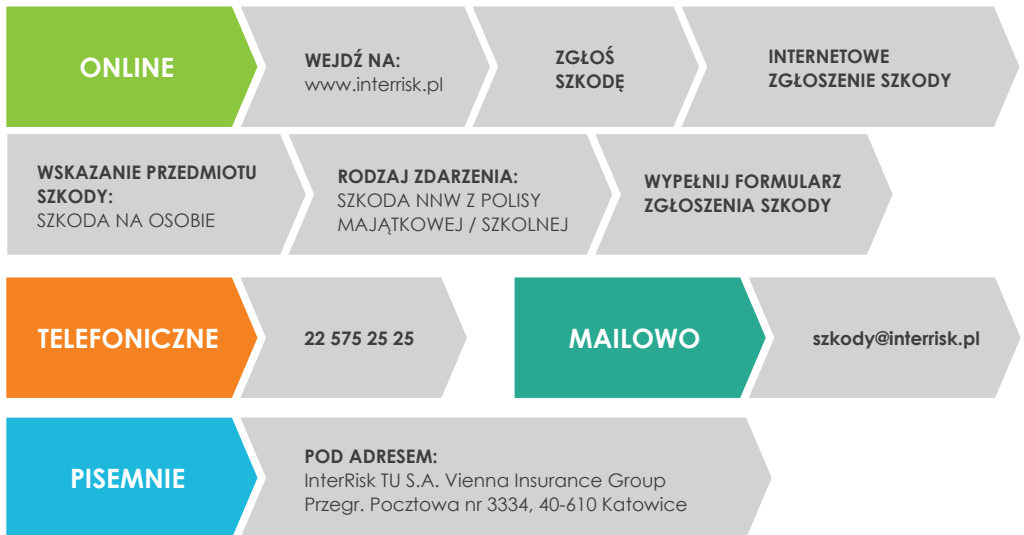 ONLINE
WEJDŹ NA:
www.interrisk.pl
ZGŁOŚ
SZKODĘ
INTERNETOWE
ZGŁOSZENIE SZKODY
WSKAZANIE PRZEDMIOTU
SZKODY:
SZKODA NA OSOBIE
RODZAJ ZDARZENIA:
SZKODA NNW Z POLISY
MAJĄTKOWEJ / SZKOLNEJ
WYPEŁNIJ FORMULARZ
ZGŁOSZENIA SZKODY
TELEFONICZNE
22 575 25 25
MAILOWO
szkody@interrisk.pl
PISEMNIE
POD ADRESEM:
InterRisk TU S.A. Vienna Insurance Group
Przegr. Pocztowa nr 3334, 40-610 Katowice